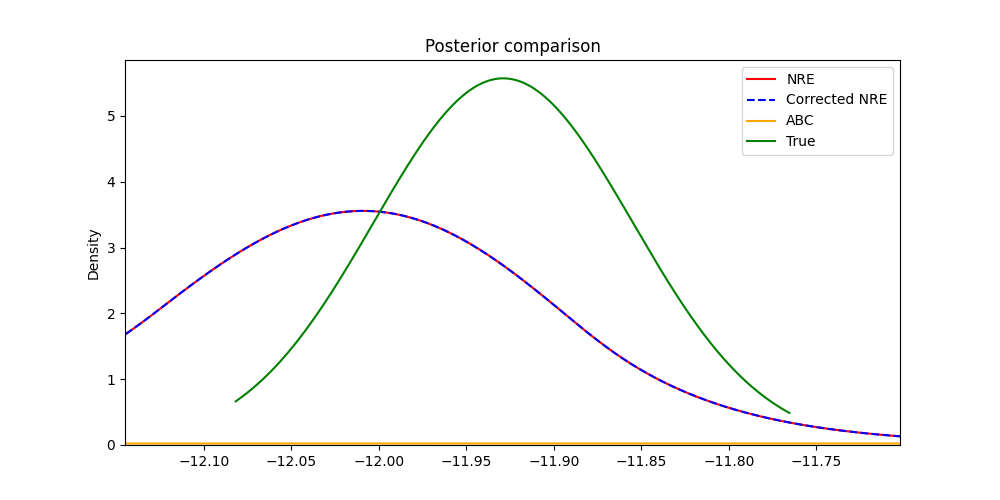 Posterior comparison
NRE
Corrected NRE
ABC
True
Density
5
4
3
2
1
0
−12.10 −12.05 −12.00 −11.95 −11.90 −11.85 −11.80 −11.75